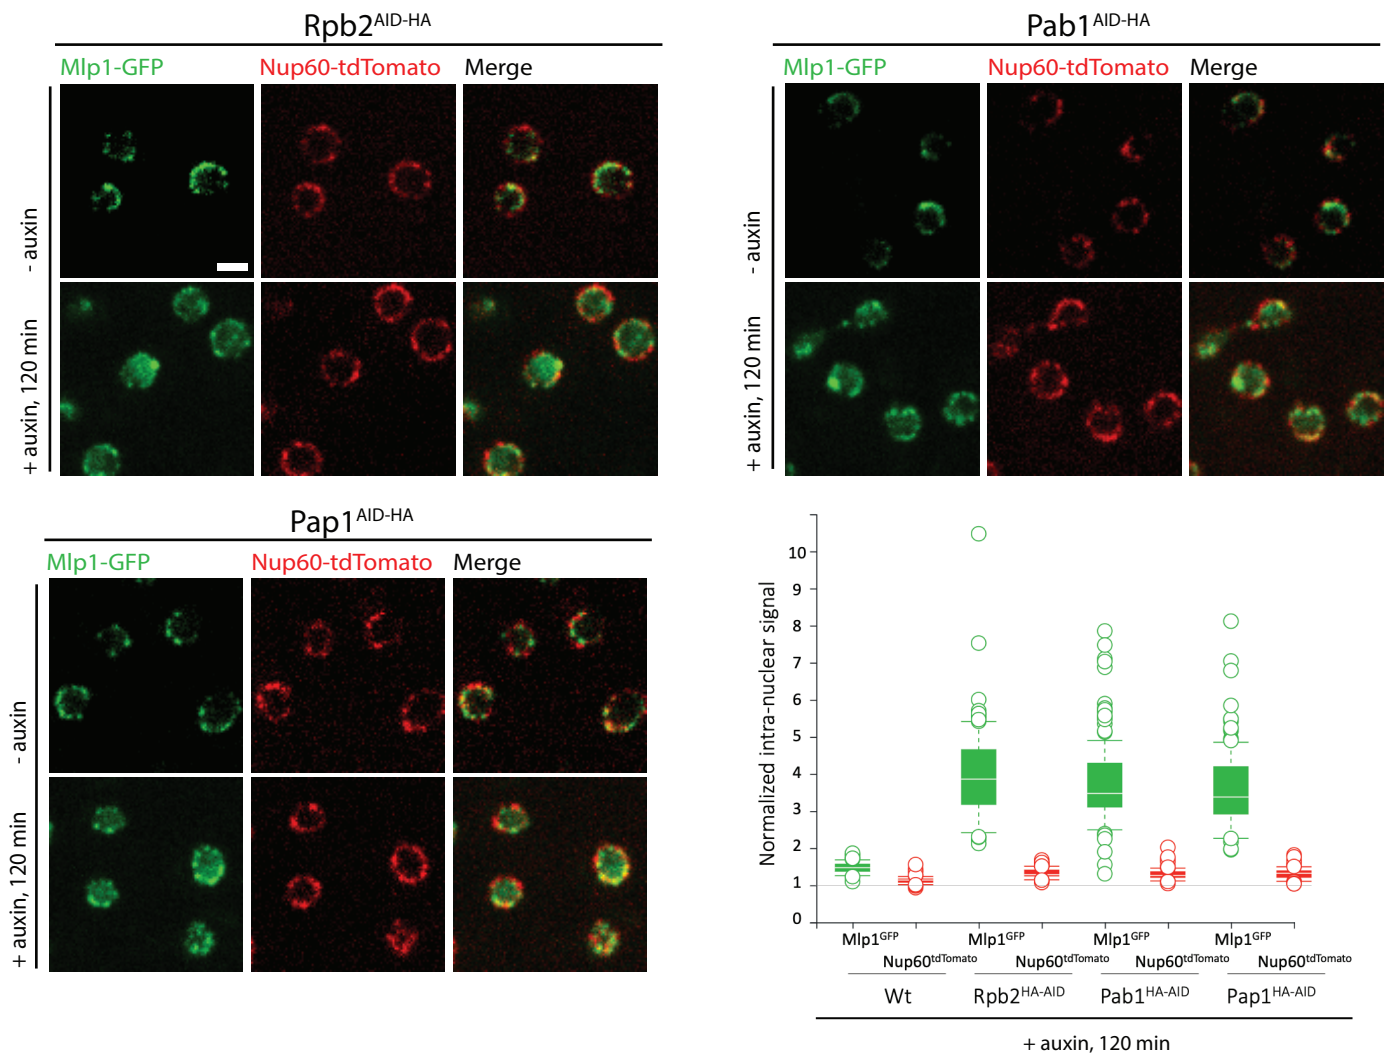 Rpb2AID-HA
Mlp1-GFP Nup60-tdTomato Merge
- auxin
+ auxin, 120 min
Pab1AID-HA
Mlp1-GFP Nup60-tdTomato Merge
- auxin
+ auxin, 120 min
Pap1AID-HA
Mlp1-GFP Nup60-tdTomato Merge
- auxin
+ auxin, 120 min
Normalized intra-nuclear signal
10
9
8
7
6
5
4
3
2
1
0
Mlp1GFP Mlp1GFP Mlp1GFP Mlp1GFP
Nup60tdTomato Nup60tdTomato Nup60tdTomato Nup60tdTomato
Wt Rpb2HA-AID Pab1HA-AID Pap1HA-AID
+ auxin, 120 min